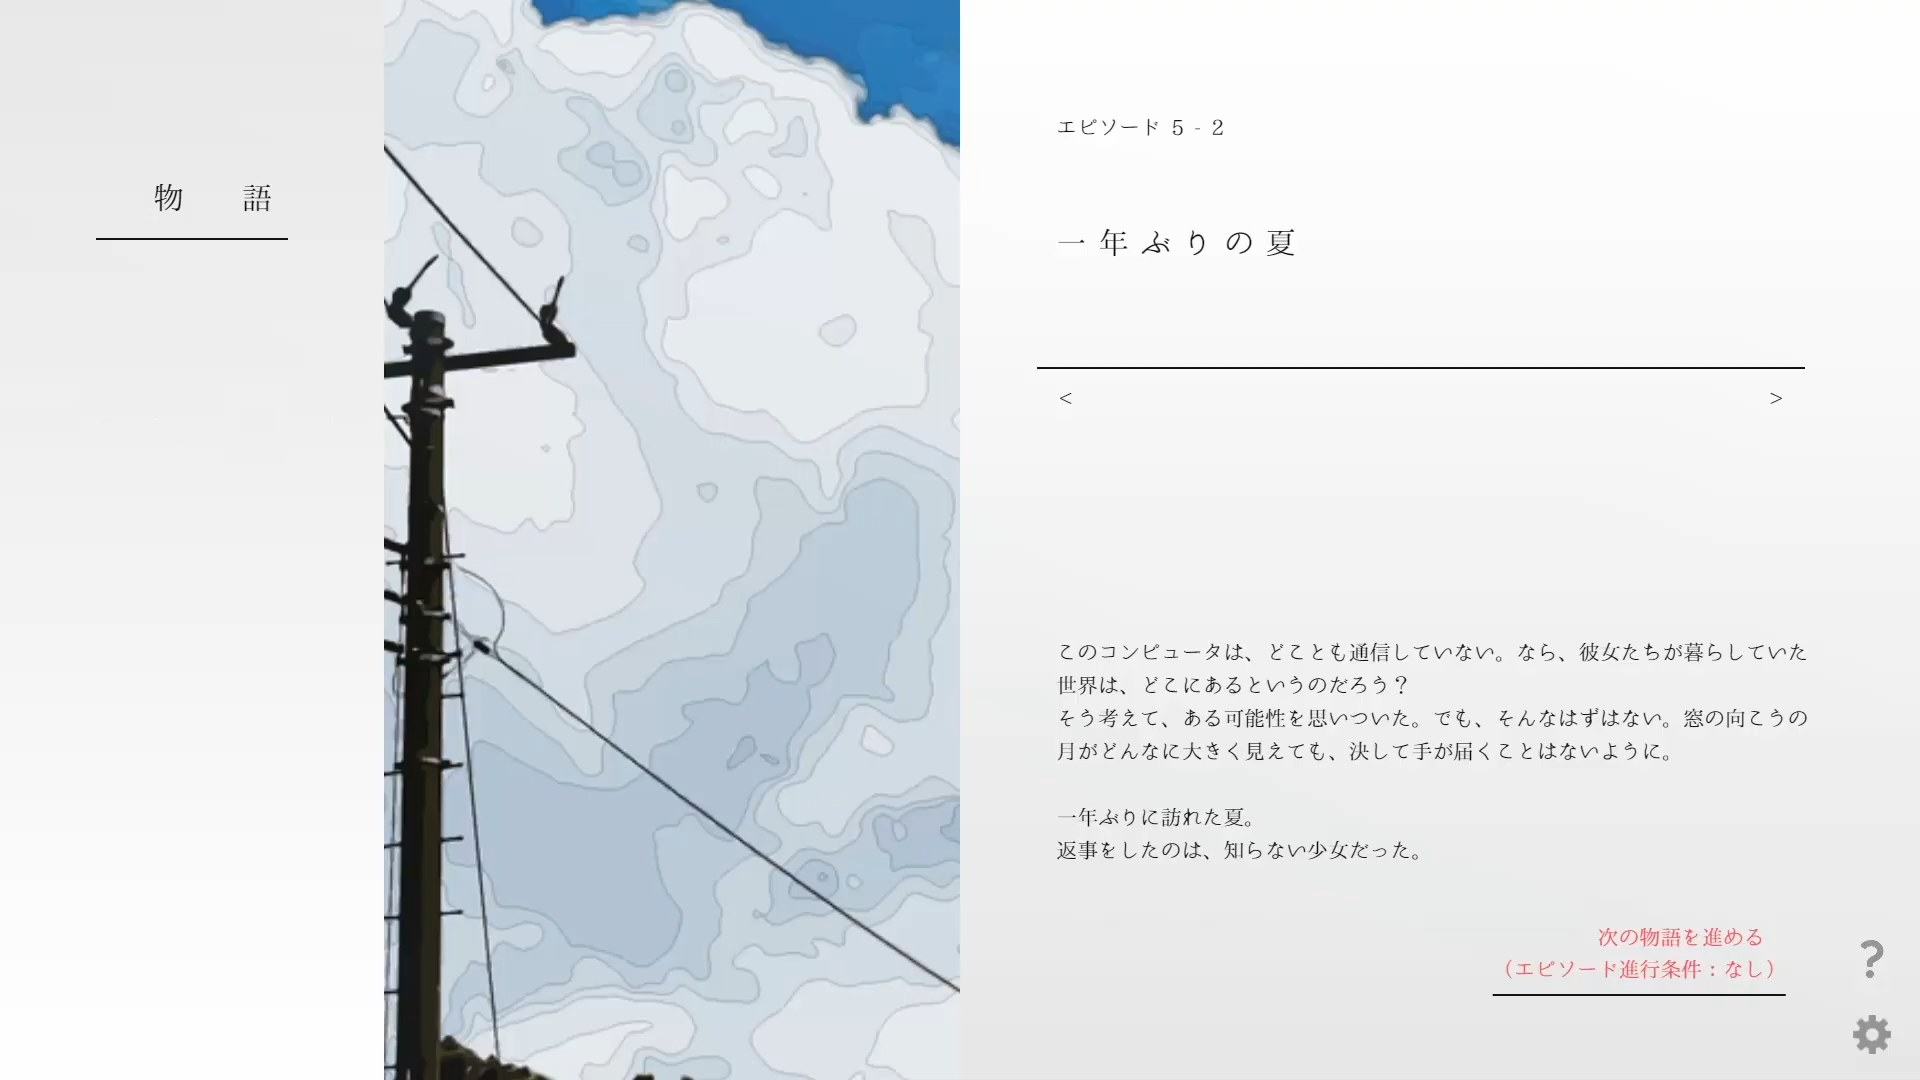 物　語
エピソード 5 - 2
一年ぶりの夏
<
>
このコンピュータは、どことも通信していない。なら、彼女たちが暮らしていた
世界は、どこにあるというのだろう？
そう考えて、ある可能性を思いついた。でも、そんなはずはない。窓の向こうの
月がどんなに大きく見えても、決して手が届くことはないように。
一年ぶりに訪れた夏。
返事をしたのは、知らない少女だった。
次の物語を進める
（エピソード進行条件：なし）
?